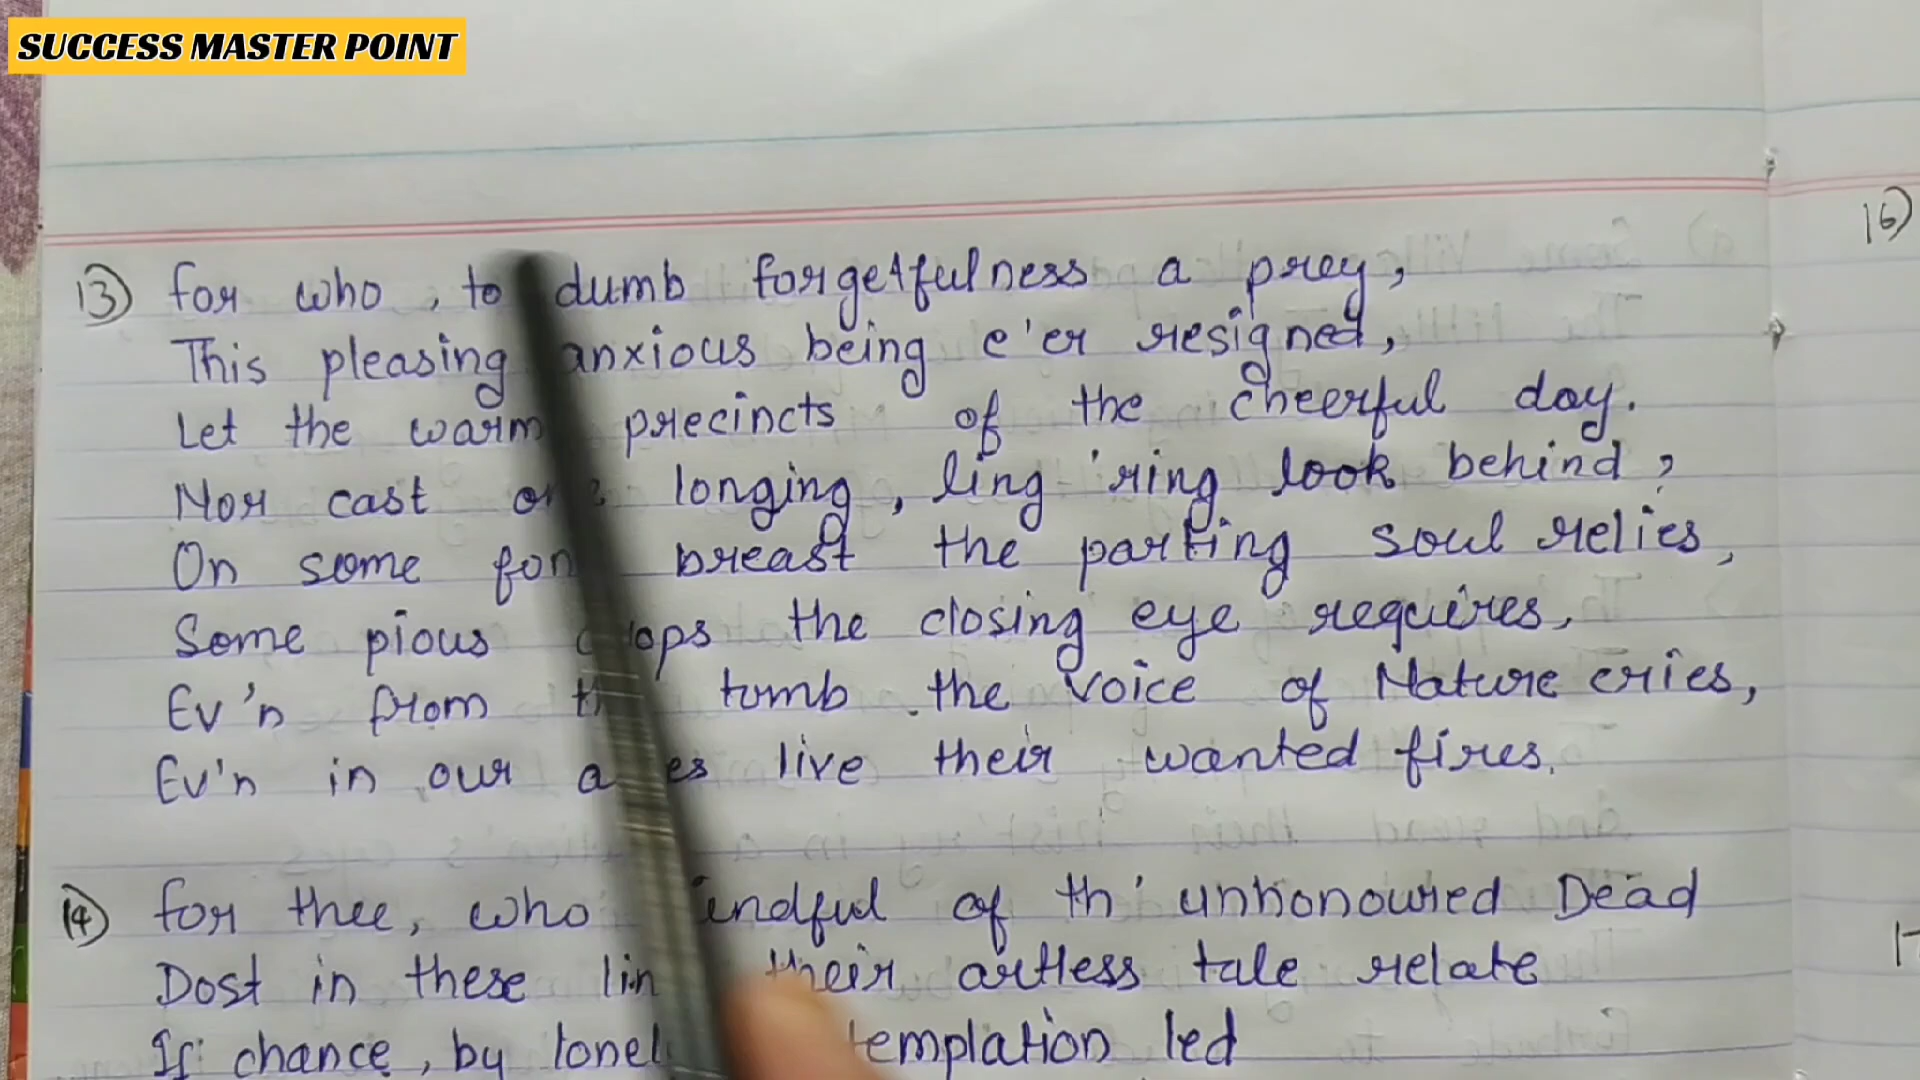 SUCCESS MASTER POINT
13) for who, to dumb forgetfulness a prey,
This pleasing anxious being e'er resigned,
Let the warm precincts of the cheerful day.
Nor cast longing, ling'ring look behind?
On some breast the parting soul relies,
Some pious the closing eye requires,
Ev'n from tomb the voice of Nature cries,
Ev'n in our live their wanted fires.
14) for thee, who of th' unhonoured Dead
Dost in these their artless tale relate
If chance, by led
16)